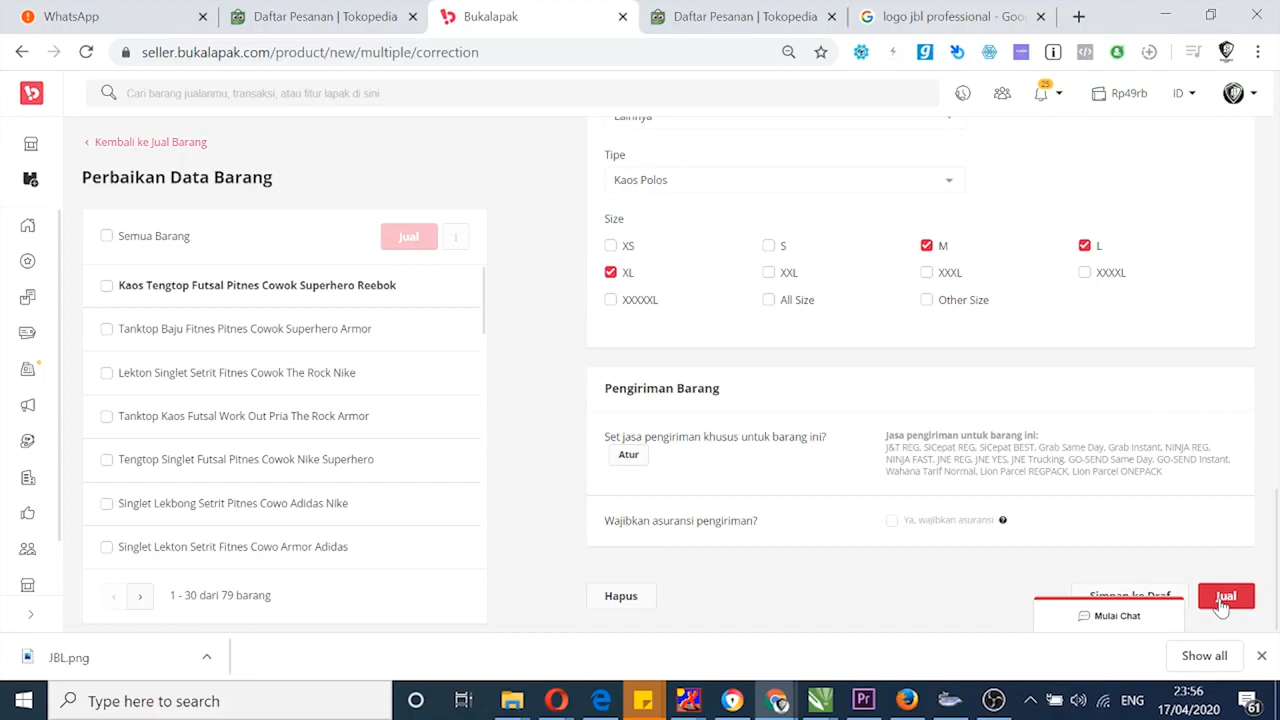 WhatsApp
Daftar Pesanan | Tokopedia
Bukalapak
Daftar Pesanan | Tokopedia
logo jbl professional - Goo
seller.bukalapak.com/product/new/multiple/correction
Cari barang jualanmu, transaksi, atau fitur lapak di sini
25
Rp49rb
ID
Kembali ke Jual Barang
Perbaikan Data Barang
Semua Barang
Jual
Kaos Tengtop Futsal Pitnes Cowok Superhero Reebok
Tanktop Baju Fitnes Pitnes Cowok Superhero Armor
Lekton Singlet Setrit Fitnes Cowok The Rock Nike
Tanktop Kaos Futsal Work Out Pria The Rock Armor
Tengtop Singlet Futsal Pitnes Cowok Nike Superhero
Singlet Lekbong Setrit Pitnes Cowo Adidas Nike
Singlet Lekton Setrit Fitnes Cowo Armor Adidas
1 - 30 dari 79 barang
Lainnya
Tipe
Kaos Polos
Size
XS
S
M
L
XL
XXL
XXXL
XXXXL
XXXXXL
All Size
Other Size
Pengiriman Barang
Set jasa pengiriman khusus untuk barang ini?
Atur
Jasa pengiriman untuk barang ini:
J&T REG, SiCepat REG, SiCepat BEST, Grab Same Day, Grab Instant, NINJA REG,
NINJA FAST, JNE REG, JNE YES, JNE Trucking, GO-SEND Same Day, GO-SEND Instant,
Wahana Tarif Normal, Lion Parcel REGPACK, Lion Parcel ONEPACK
Wajibkan asuransi pengiriman?
Ya, wajibkan asuransi
Hapus
Simpan ke Draf
Jual
Mulai Chat
JBL.png
Show all
Type here to search
ENG
23:56
17/04/2020
61